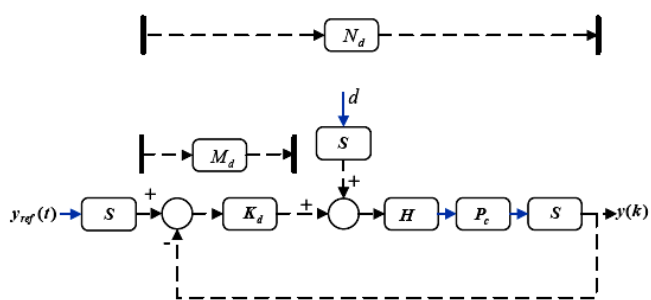 N_d
d
S
M_d
+
y_ref(t)
S
+
-
K_d
+
H
P_c
S
y(k)